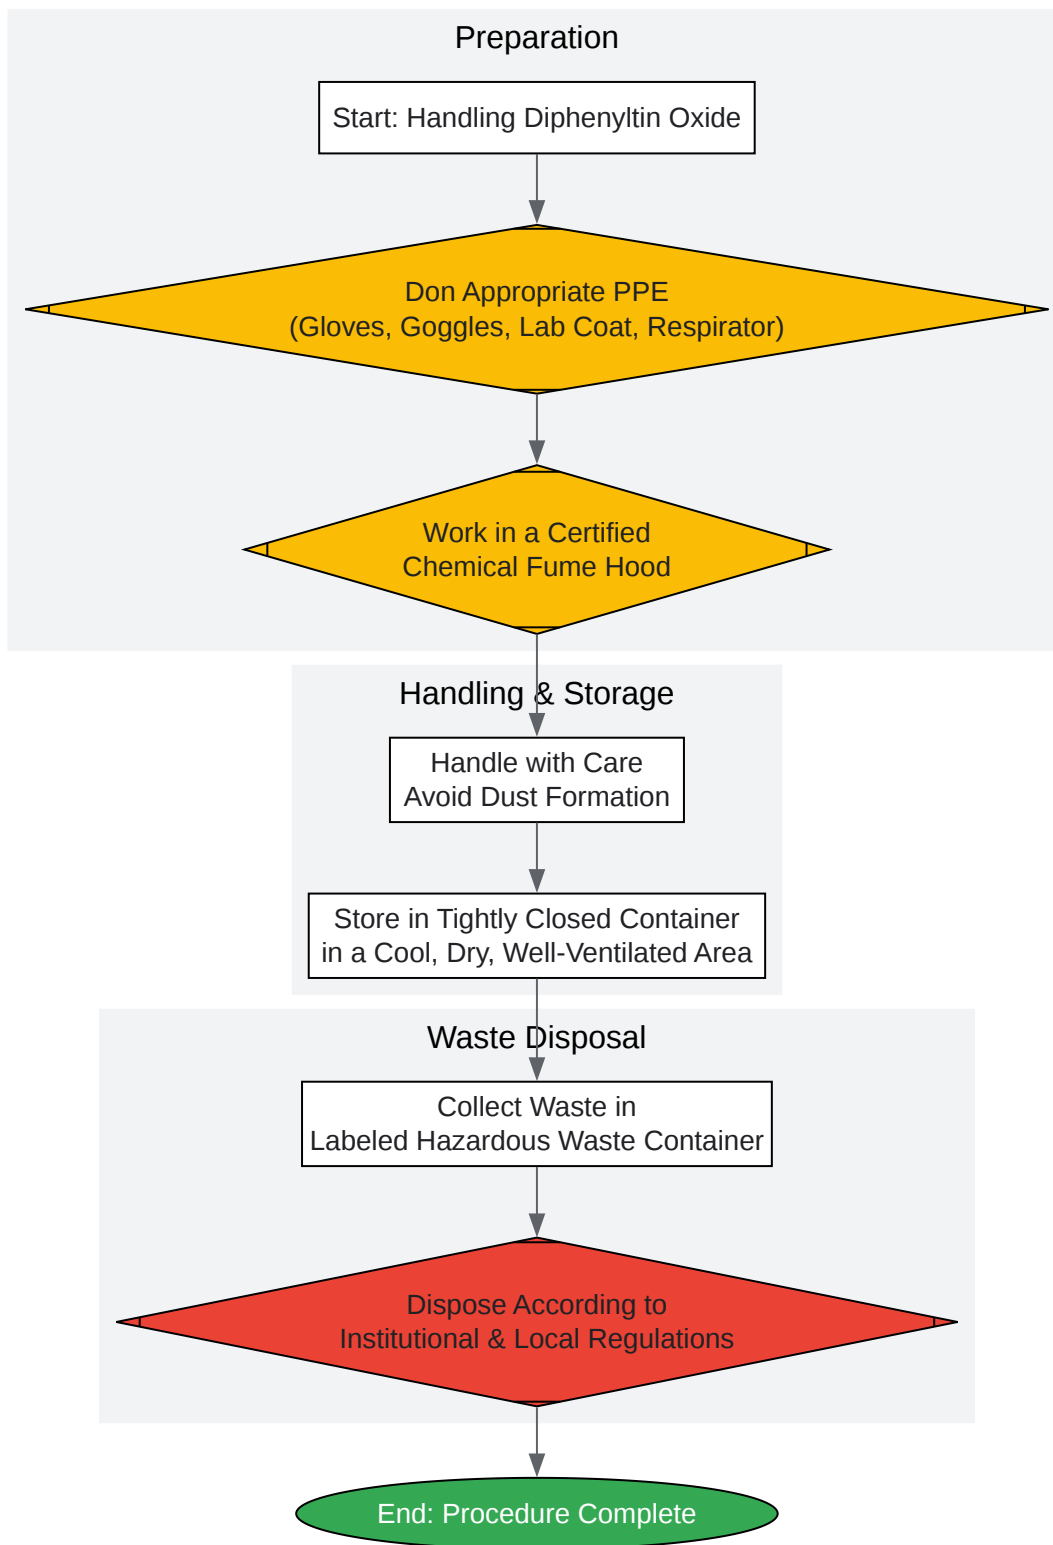 Preparation
Start: Handling Diphenyltin Oxide
Don Appropriate PPE
(Gloves, Goggles, Lab Coat, Respirator)
Work in a Certified
Chemical Fume Hood
Handling & Storage
Handle with Care
Avoid Dust Formation
Store in Tightly Closed Container
in a Cool, Dry, Well-Ventilated Area
Waste Disposal
Collect Waste in
Labeled Hazardous Waste Container
Dispose According to
Institutional & Local Regulations
End: Procedure Complete